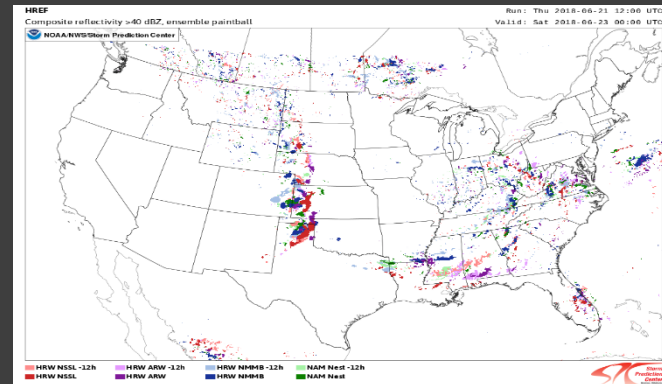 HREF
Run: Thu 2018-06-21 12:00 UTC
Composite reflectivity >40 dBZ, ensemble paintball
Valid: Sat 2018-06-23 00:00 UTC
NOAA/NWS/Storm Prediction Center
HRW NSSL -12h HRW ARW -12h HRW NMMB -12h NAM Nest -12h
HRW NSSL HRW ARW HRW NMMB NAM Nest
Storm
Prediction
Center